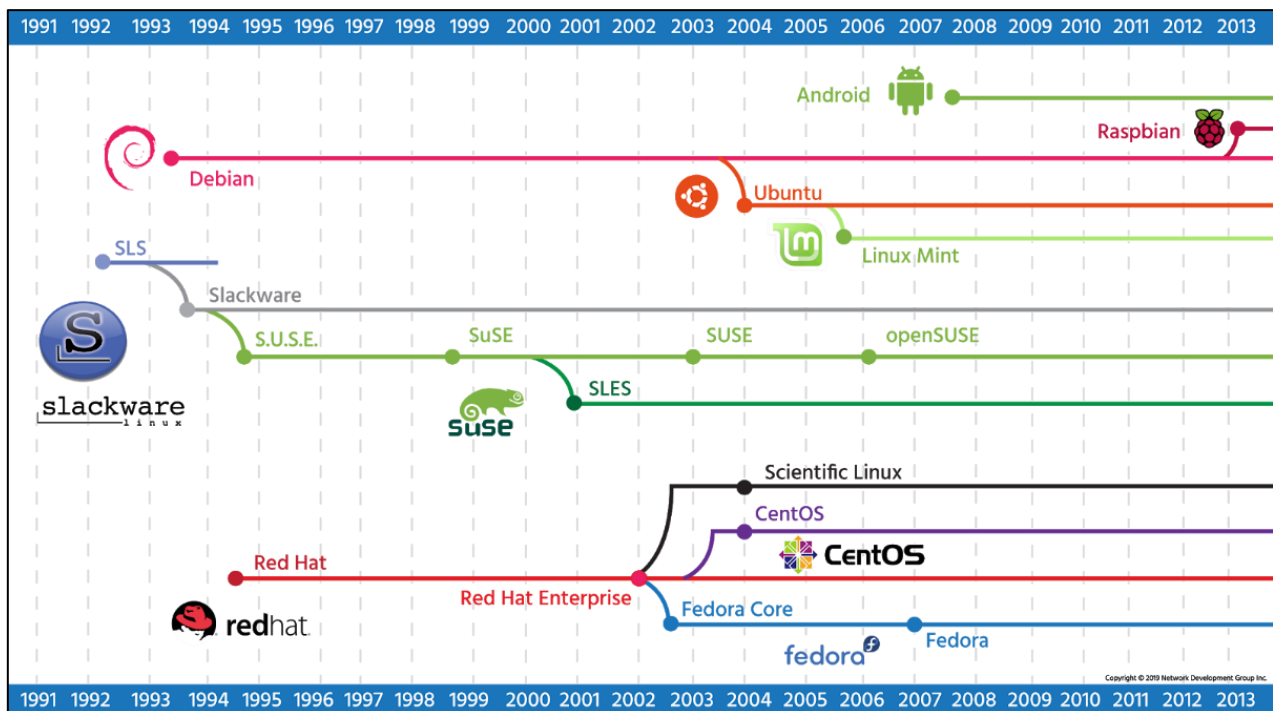 1991 1992 1993 1994 1995 1996 1997 1998 1999 2000 2001 2002 2003 2004 2005 2006 2007 2008 2009 2010 2011 2012 2013
Android
Raspbian
Debian
Ubuntu
Linux Mint
SLS
Slackware
S.U.S.E.
SuSE
SUSE
openSUSE
S
slackware
linux
lm
SUSE
SLES
Scientific Linux
CentOS
CentOS
Red Hat
Red Hat Enterprise
redhat.
Fedora Core
Fedora
fedora f
Copyright © 2019 Network Development Group Inc.
1991 1992 1993 1994 1995 1996 1997 1998 1999 2000 2001 2002 2003 2004 2005 2006 2007 2008 2009 2010 2011 2012 2013